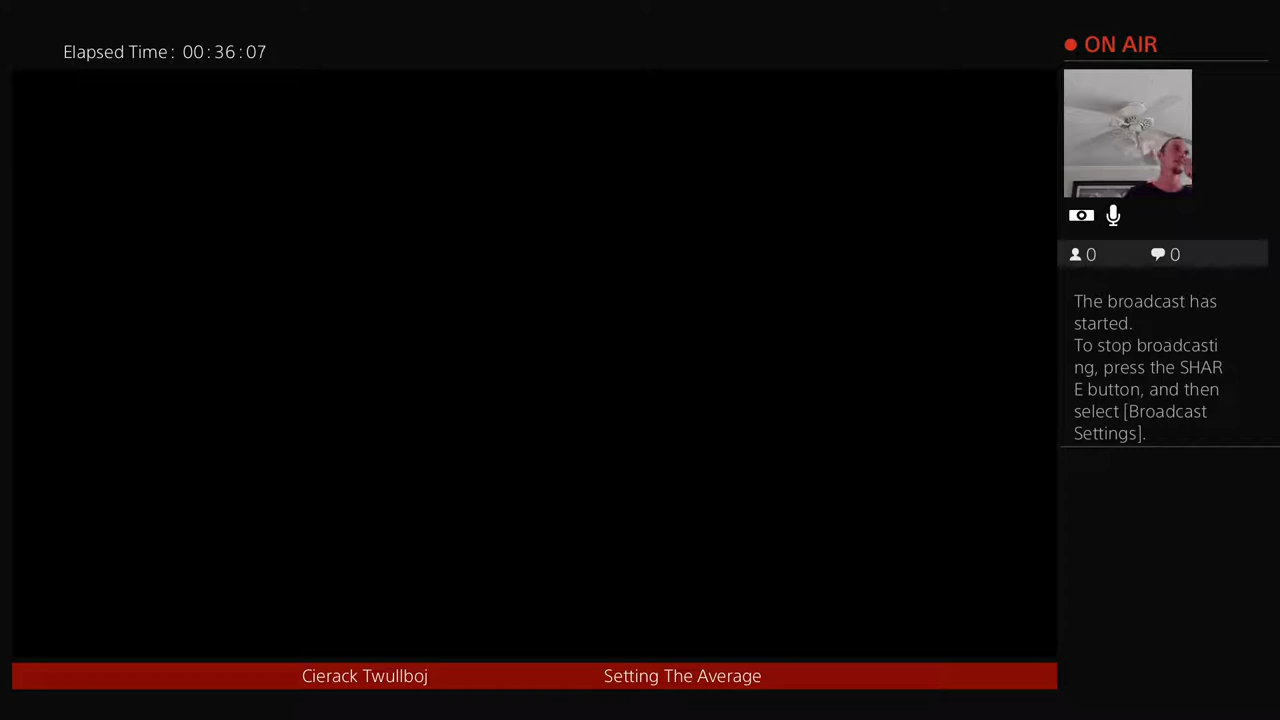 Elapsed Time: 00:36:07
ON AIR
0 0
The broadcast has
started.
To stop broadcasti
ng, press the SHAR
E button, and then
select [Broadcast
Settings].
Cierack Twullboj Setting The Average